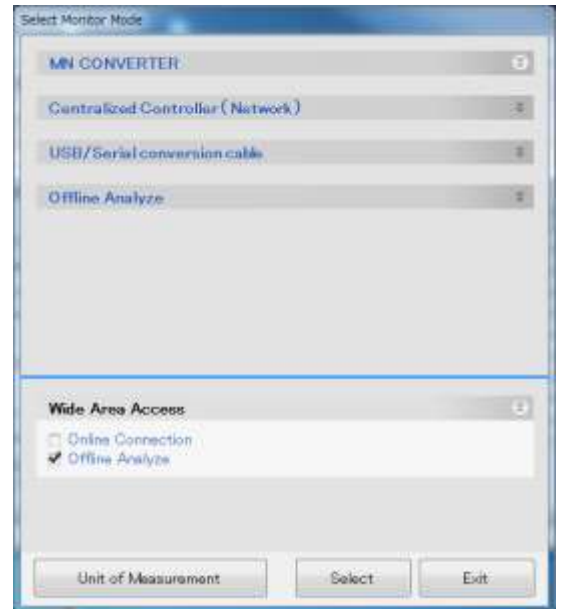 Select Monitor Mode
MN CONVERTER
Centralized Controller ( Network )
USB/Serial conversion cable
Offline Analyze
Wide Area Access
Online Connection
Offline Analyze
Unit of Measurement
Select
Exit